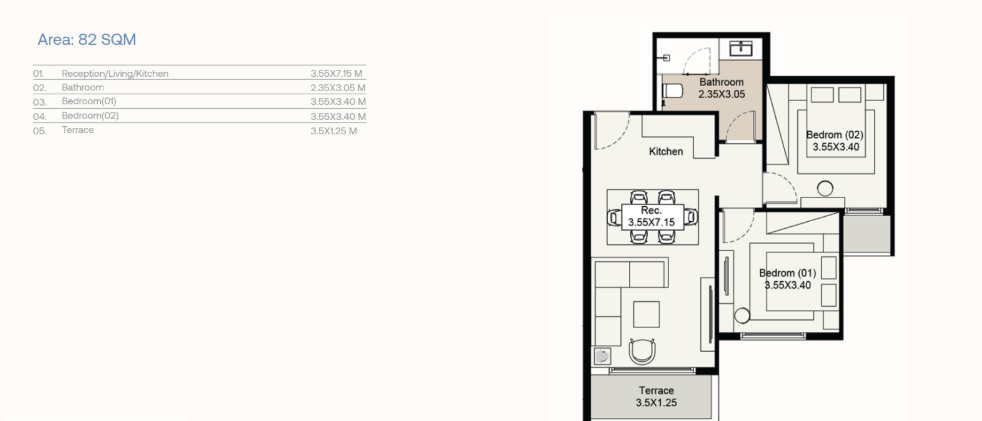 Area: 82 SQM
01. Reception/Living/Kitchen 3.55X7.15 M
02. Bathroom 2.35X3.05 M
03. Bedroom(01) 3.55X3.40 M
04. Bedroom(02) 3.55X3.40 M
05. Terrace 3.5X1.25 M
Bathroom
2.35X3.05
Bedrom (02)
3.55X3.40
Kitchen
Rec.
3.55X7.15
Bedrom (01)
3.55X3.40
Terrace
3.5X1.25